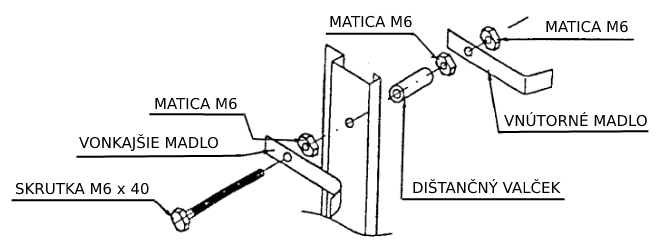 MATICA M6
MATICA M6
MATICA M6
VONKAJŠIE MADLO
VNÚTORNÉ MADLO
SKRUTKA M6 x 40
DIŠTANČNÝ VALČEK